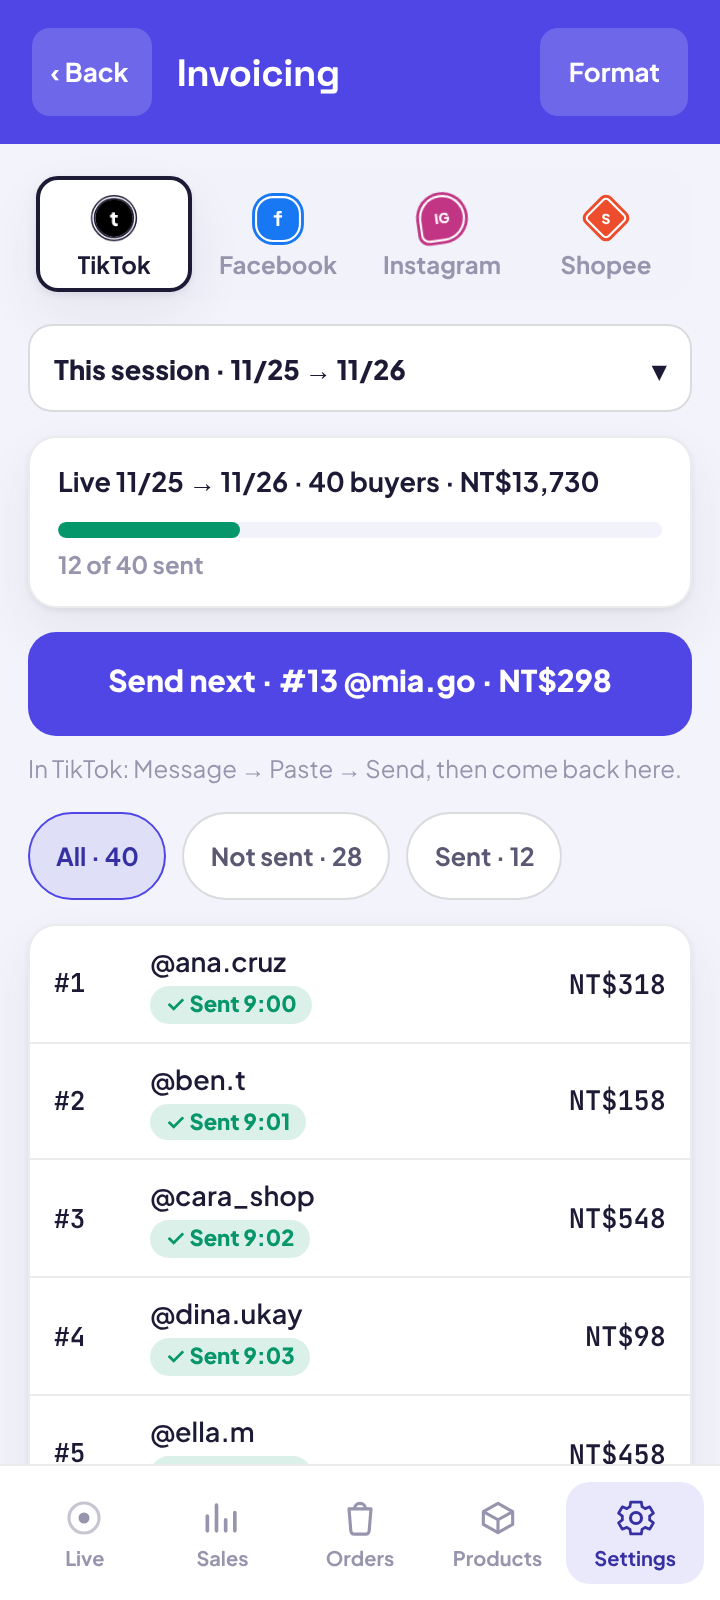 ‹ Back
Invoicing
Format
t
f
IG
S
TikTok
Facebook
Instagram
Shopee
This session · 11/25 → 11/26
▼
Live 11/25 → 11/26 · 40 buyers · NT$13,730
12 of 40 sent
Send next · #13 @mia.go · NT$298
In TikTok: Message → Paste → Send, then come back here.
All · 40
Not sent · 28
Sent · 12
#1
@ana.cruz
✓ Sent 9:00
NT$318
#2
@ben.t
✓ Sent 9:01
NT$158
#3
@cara_shop
✓ Sent 9:02
NT$548
#4
@dina.ukay
✓ Sent 9:03
NT$98
#5
@ella.m
NT$458
Live
Sales
Orders
Products
Settings